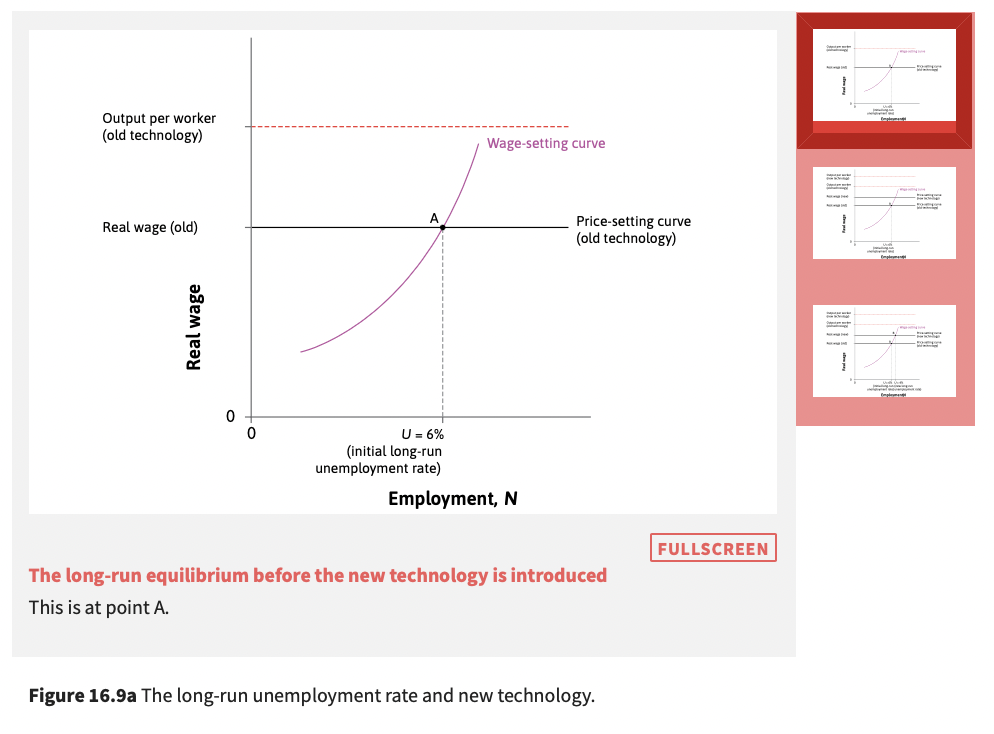 Output per worker
(old technology)
Wage-setting curve
A
Real wage (old)
Price-setting curve
(old technology)
Real wage
0
0
U = 6%
(initial long-run
unemployment rate)
Employment, N
FULLSCREEN
The long-run equilibrium before the new technology is introduced
This is at point A.
Figure 16.9a The long-run unemployment rate and new technology.